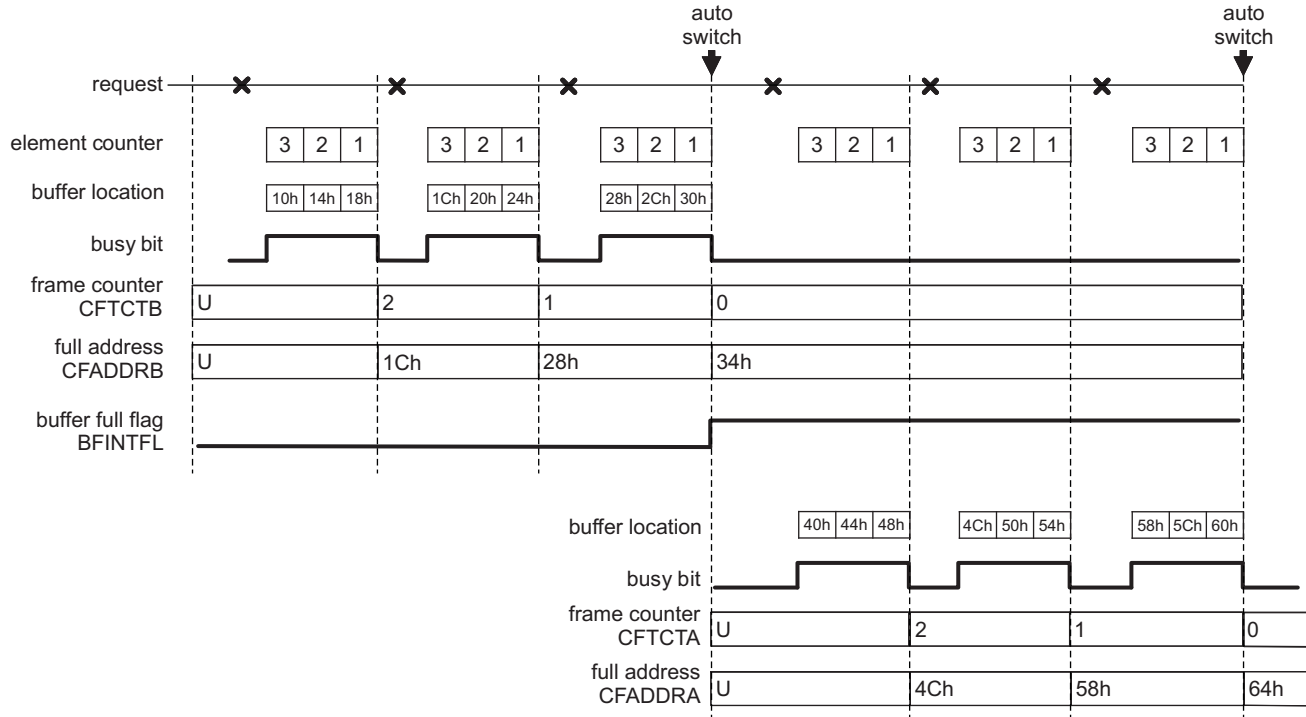 auto
switch
auto
switch
request
element counter
3 2 1 3 2 1 3 2 1 3 2 1 3 2 1 3 2 1
buffer location
10h 14h 18h 1Ch 20h 24h 28h 2Ch 30h
busy bit
frame counter
CFTCTB
U 2 1 0
full address
CFADDRB
U 1Ch 28h 34h
buffer full flag
BFINTFL
buffer location
40h 44h 48h 4Ch 50h 54h 58h 5Ch 60h
busy bit
frame counter
CFTCTA
U 2 1 0
full address
CFADDRA
U 4Ch 58h 64h